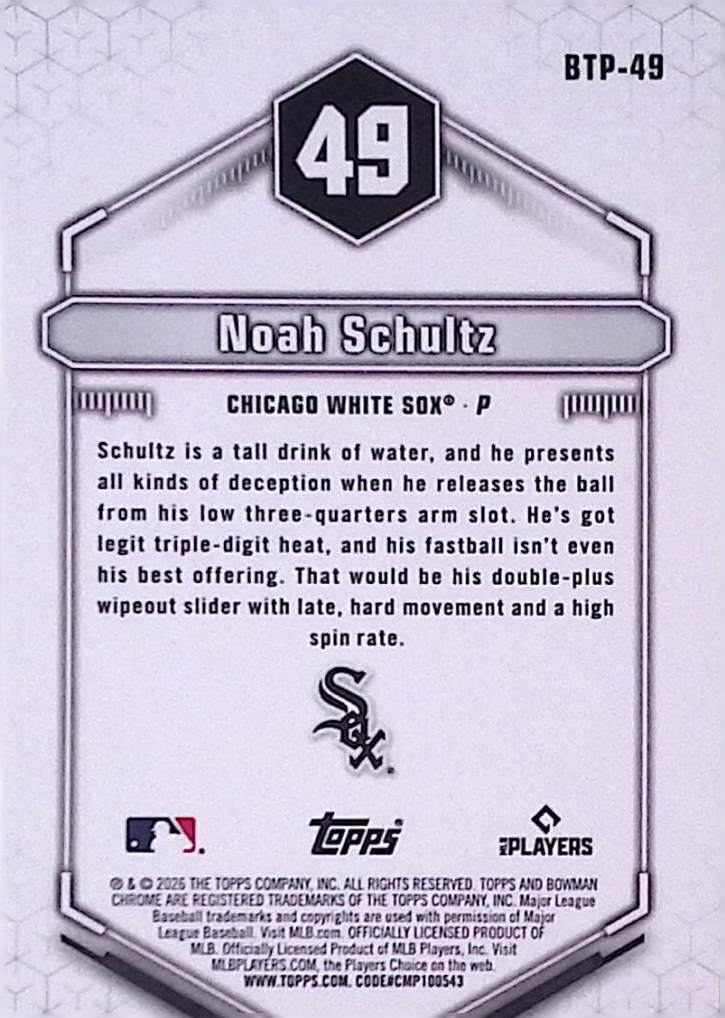 BTP-49
49
Noah Schultz
CHICAGO WHITE SOX® · P
Schultz is a tall drink of water, and he presents
all kinds of deception when he releases the ball
from his low three-quarters arm slot. He's got
legit triple-digit heat, and his fastball isn't even
his best offering. That would be his double-plus
wipeout slider with late, hard movement and a high
spin rate.
Sox
topps®
MLB PLAYERS
® & © 2026 THE TOPPS COMPANY, INC. ALL RIGHTS RESERVED. TOPPS AND BOWMAN
CHROME ARE REGISTERED TRADEMARKS OF THE TOPPS COMPANY, INC. Major League
Baseball trademarks and copyrights are used with permission of Major
League Baseball. Visit MLB.com. OFFICIALLY LICENSED PRODUCT OF
MLB. Officially Licensed Product of MLB Players, Inc. Visit
MLBPLAYERS.COM, the Players Choice on the web.
WWW.TOPPS.COM. CODE#CMP100543